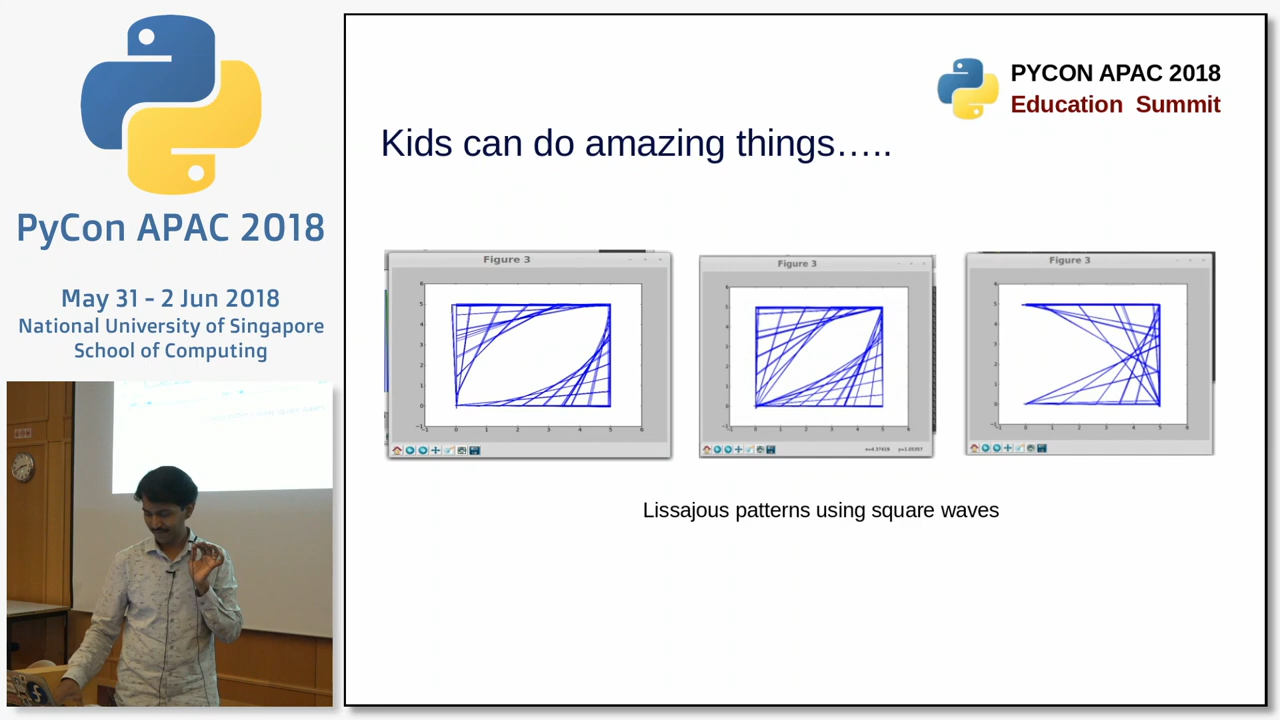 PyCon APAC 2018
May 31 - 2 Jun 2018
National University of Singapore
School of Computing
PYCON APAC 2018
Education Summit
Kids can do amazing things…..
Figure 3
Figure 3
Figure 3
Lissajous patterns using square waves